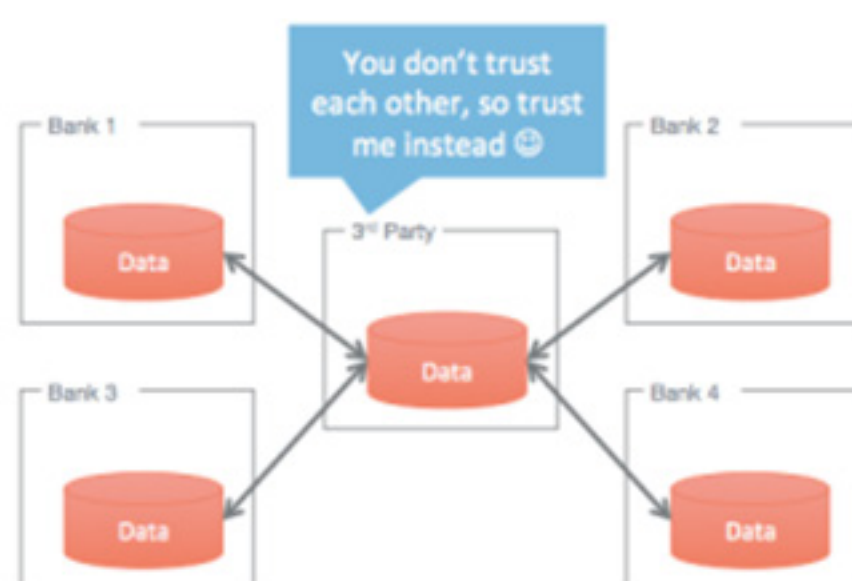 You don't trust
each other, so trust
me instead ☺
Bank 1
Bank 2
3rd Party
Data
Data
Data
Bank 3
Bank 4
Data
Data